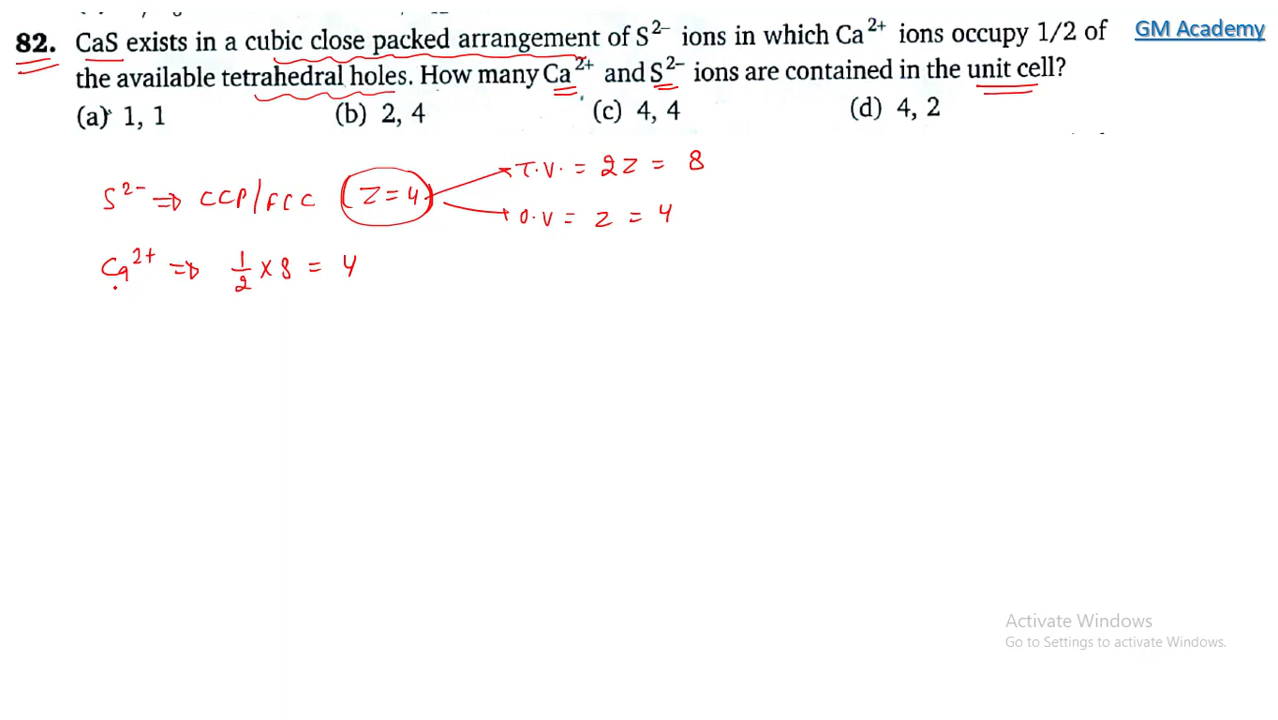 82. CaS exists in a cubic close packed arrangement of S²⁻ ions in which Ca²⁺ ions occupy 1/2 of
GM Academy
the available tetrahedral holes. How many Ca²⁺ and S²⁻ ions are contained in the unit cell?
(a) 1, 1 (b) 2, 4 (c) 4, 4 (d) 4, 2
T.V. = 2Z = 8
S²⁻ ⇒ CCP/FCC (Z=4)
O.V = Z = 4
Ca²⁺ ⇒ 1/2 × 8 = 4
Activate Windows
Go to Settings to activate Windows.